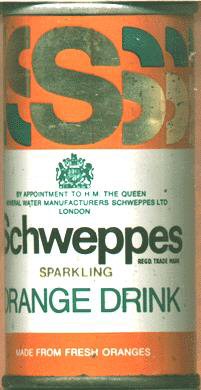 SSS
BY APPOINTMENT TO H M THE QUEEN
MINERAL WATER MANUFACTURERS SCHWEPPES LTD
LONDON
Schweppes
REGD. TRADE MARK
SPARKLING
ORANGE DRINK
MADE FROM FRESH ORANGES